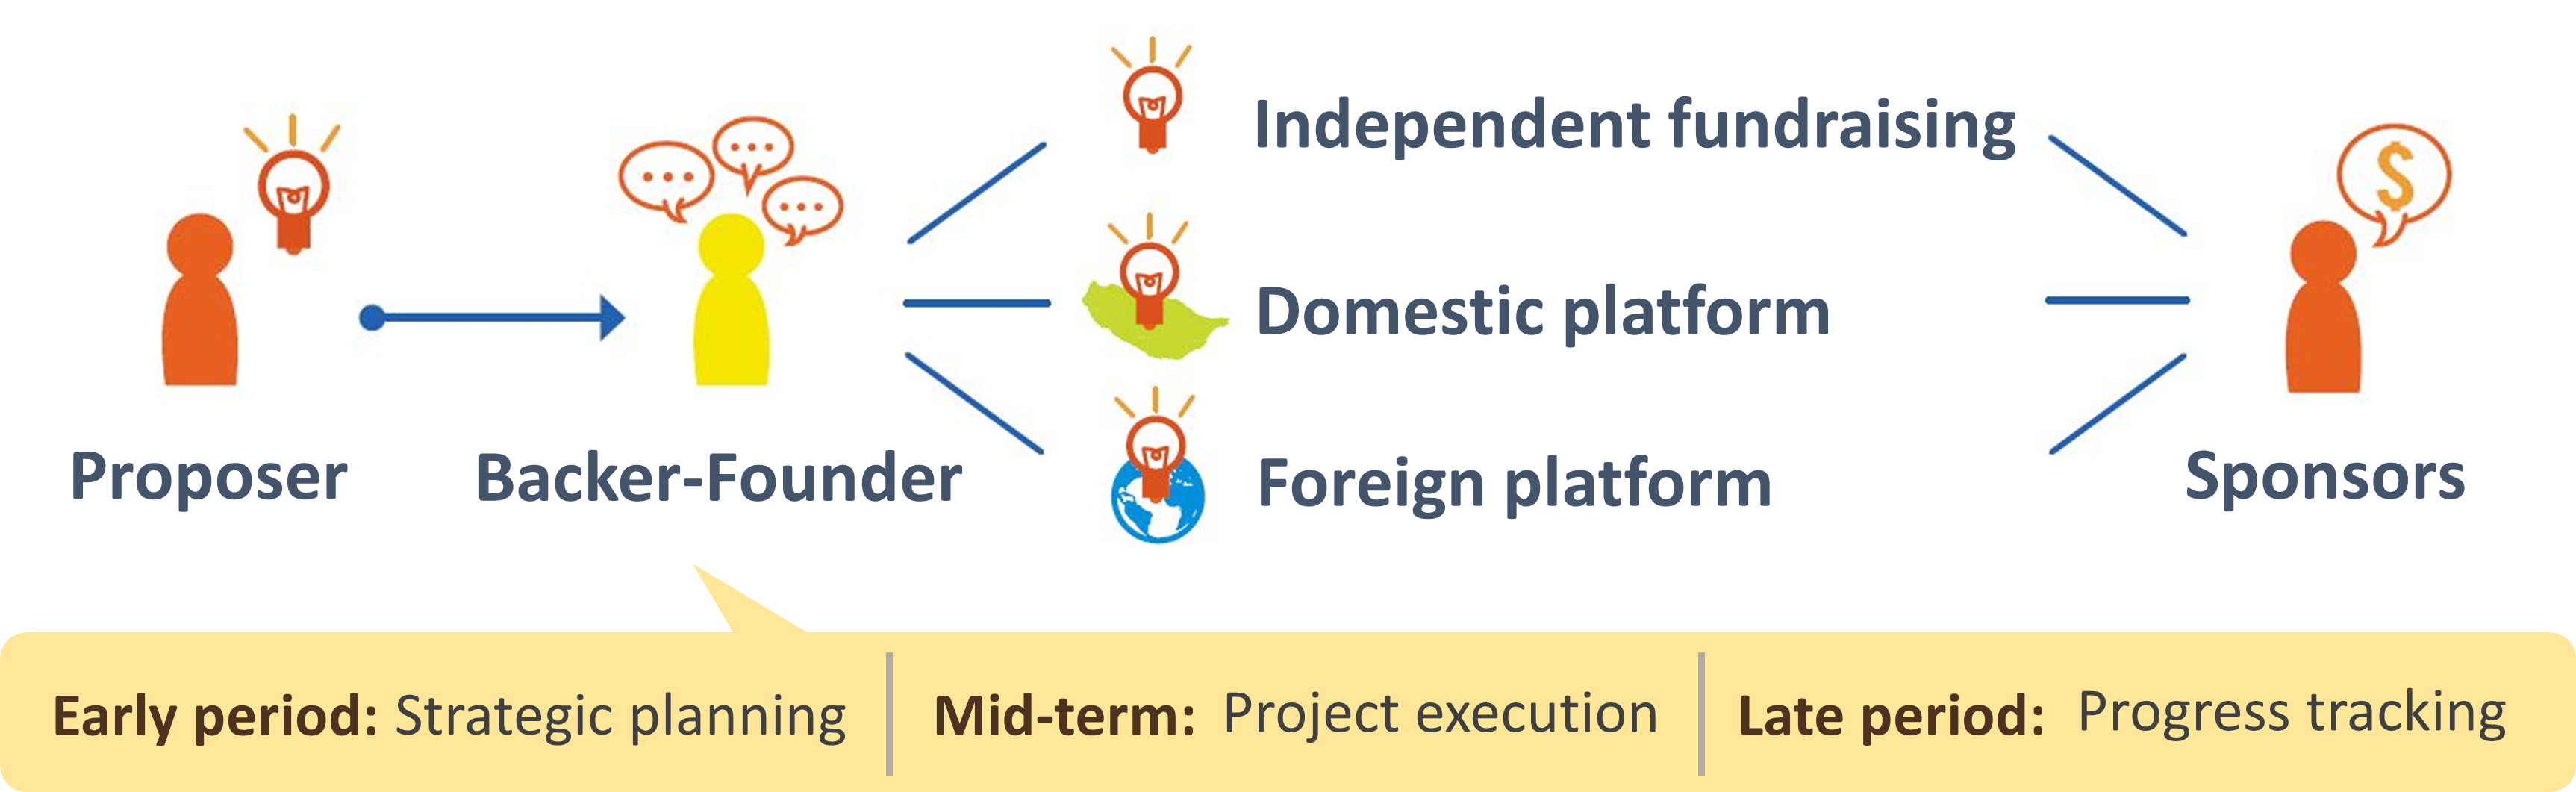 Independent fundraising
$
Domestic platform
Proposer
Backer-Founder
Foreign platform
Sponsors
Early period: Strategic planning
Mid-term: Project execution
Late period: Progress tracking